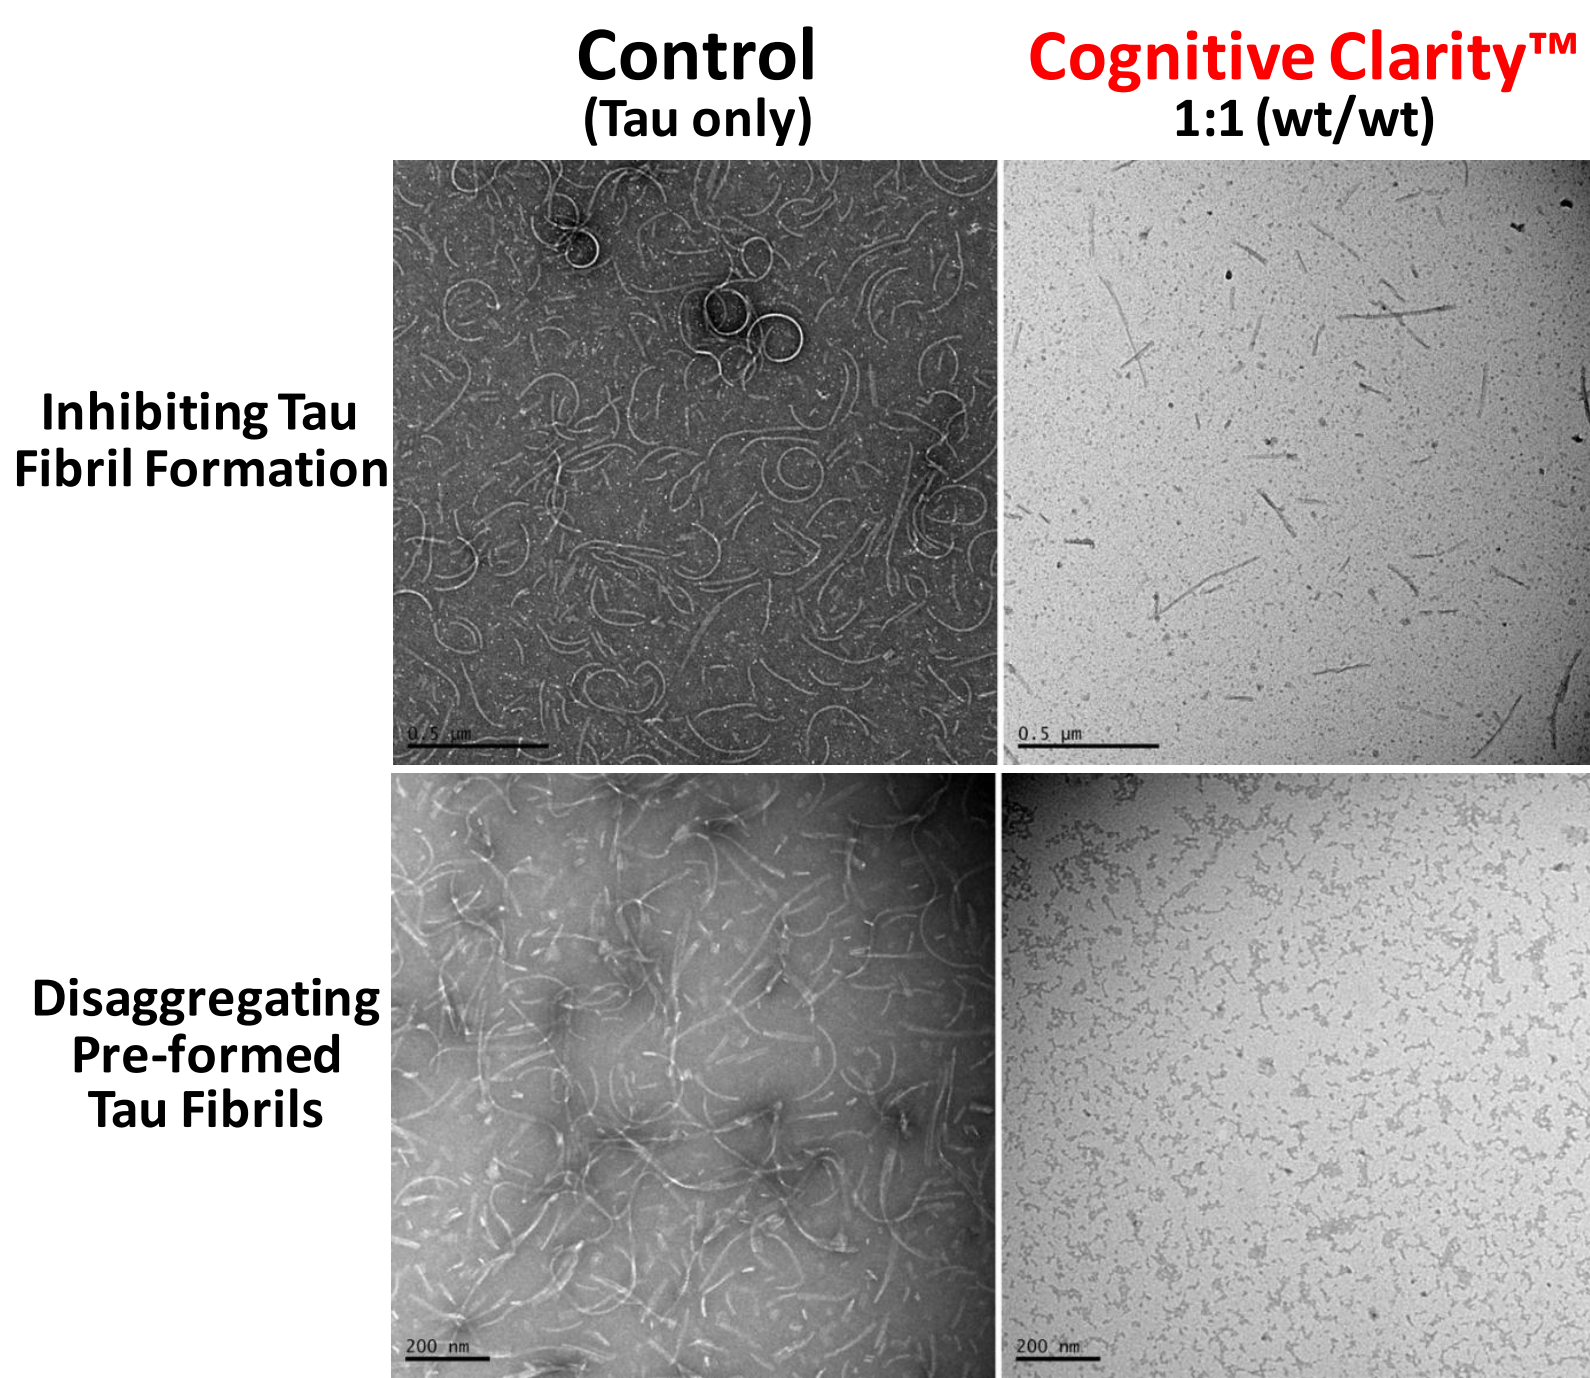 Control
(Tau only)
Cognitive Clarity™
1:1 (wt/wt)
Inhibiting Tau
Fibril Formation
0.5 µm
0.5 µm
Disaggregating
Pre-formed
Tau Fibrils
200 nm
200 nm